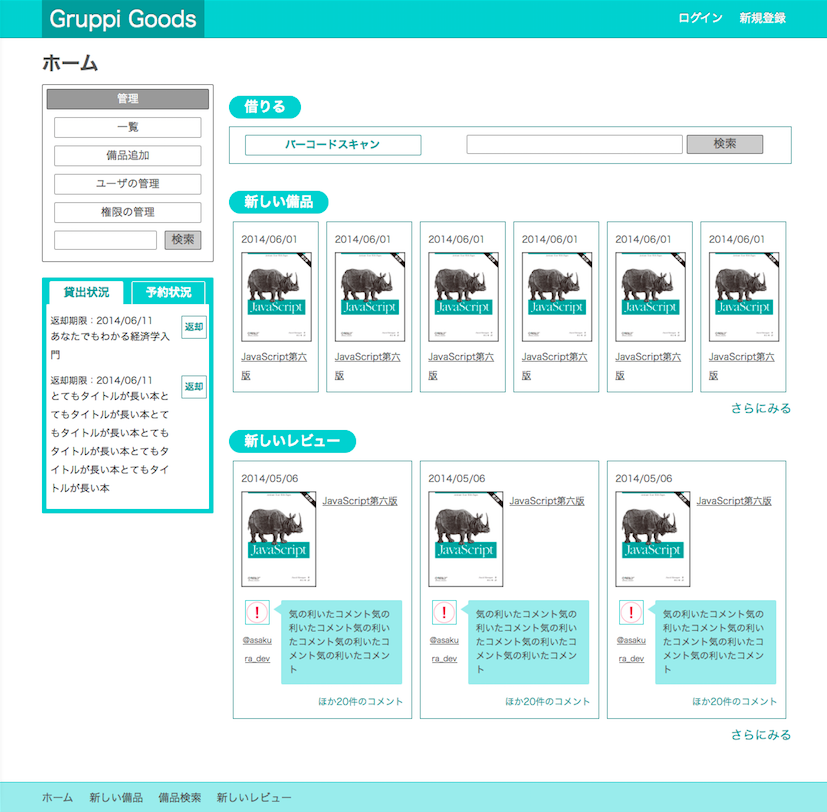 Gruppi Goods
ログイン 新規登録
ホーム
管理
一覧
備品追加
ユーザの管理
権限の管理
検索
貸出状況 予約状況
返却期限：2014/06/11
返却
あなたでもわかる経済学入
門
返却期限：2014/06/11
返却
とてもタイトルが長い本と
てもタイトルが長い本とて
もタイトルが長い本とても
タイトルが長い本とてもタ
イトルが長い本とてもタイ
トルが長い本
借りる
バーコードスキャン 検索
新しい備品
2014/06/01 2014/06/01 2014/06/01 2014/06/01 2014/06/01 2014/06/01
JavaScript JavaScript JavaScript JavaScript JavaScript JavaScript
JavaScript第六 JavaScript第六 JavaScript第六 JavaScript第六 JavaScript第六 JavaScript第六
版 版 版 版 版 版
さらにみる
新しいレビュー
2014/05/06
JavaScript第六版
JavaScript
!
@asaku
ra_dev
気の利いたコメント気の
利いたコメント気の利い
たコメント気の利いたコ
メント気の利いたコメン
ト
ほか20件のコメント
2014/05/06
JavaScript第六版
JavaScript
!
@asaku
ra_dev
気の利いたコメント気の
利いたコメント気の利い
たコメント気の利いたコ
メント気の利いたコメン
ト
ほか20件のコメント
2014/05/06
JavaScript第六版
JavaScript
!
@asaku
ra_dev
気の利いたコメント気の
利いたコメント気の利い
たコメント気の利いたコ
メント気の利いたコメン
ト
ほか20件のコメント
さらにみる
ホーム 新しい備品 備品検索 新しいレビュー